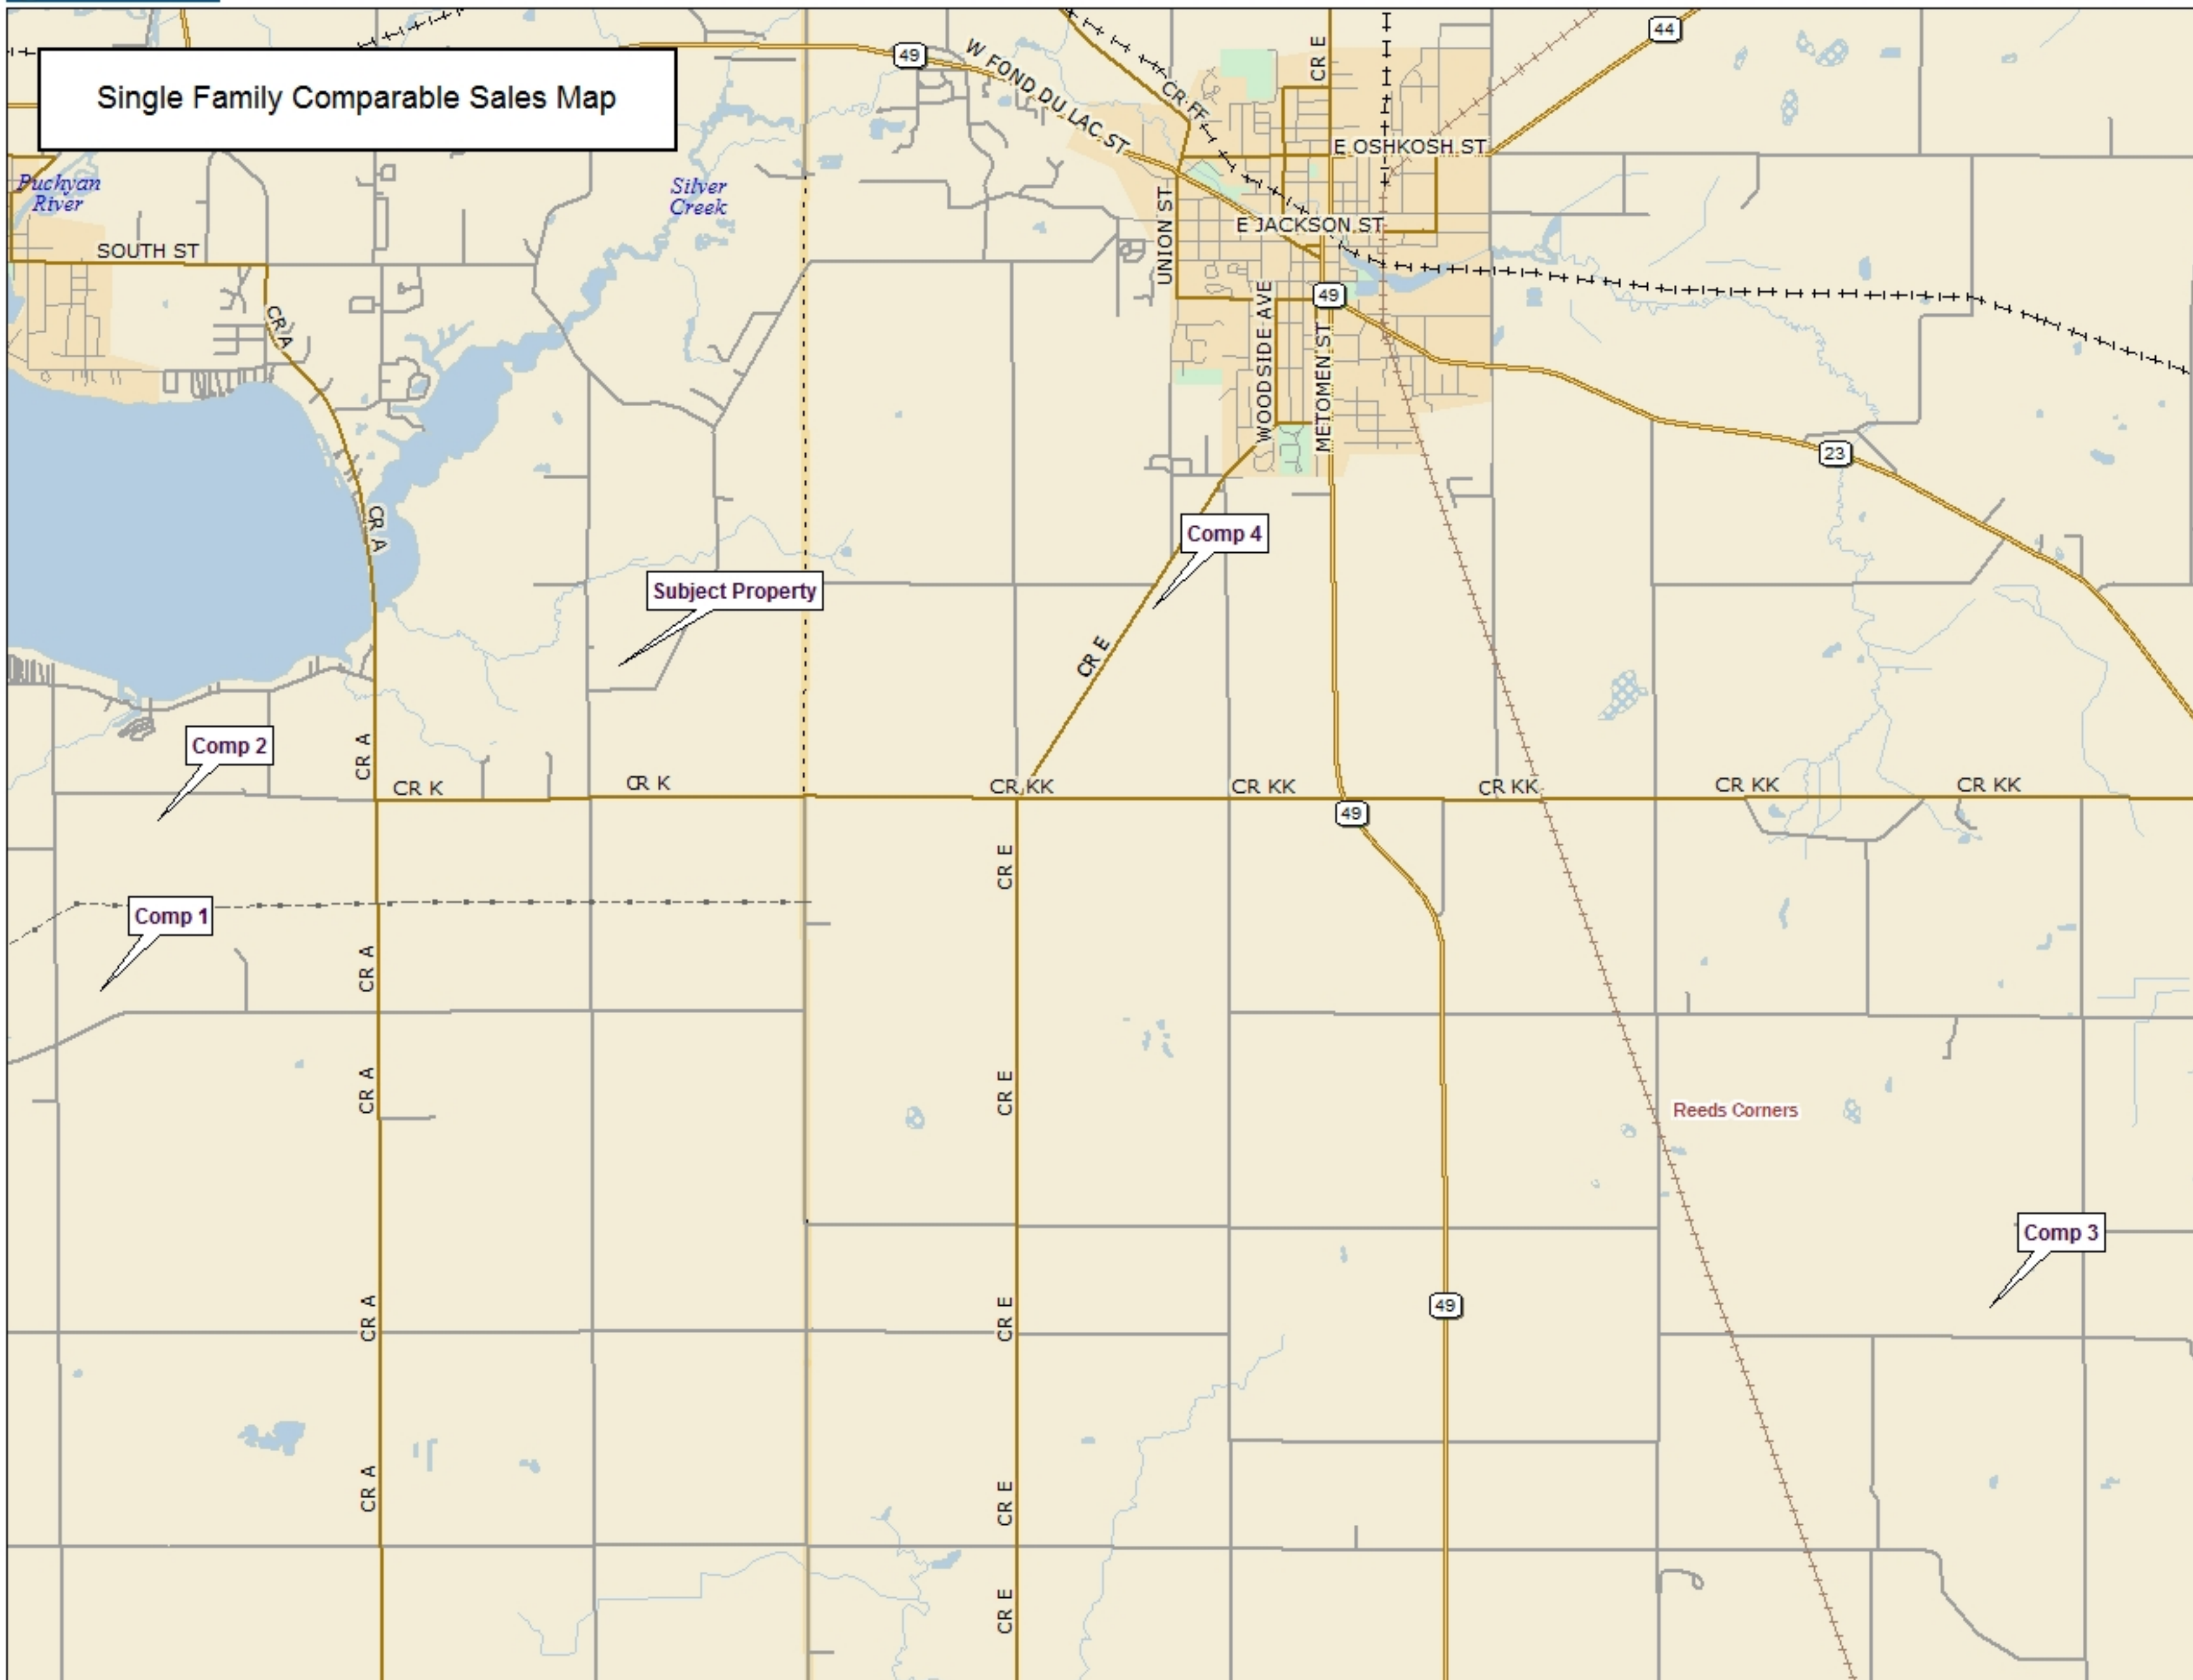 44
CR E
49
W FOND DU LAC ST
CR FF
Single Family Comparable Sales Map
E OSHKOSH ST
Puchyan
River
Silver
Creek
UNION ST
E JACKSON ST
SOUTH ST
49
CR A
WOODSIDE AVE
METOMEN ST
23
CR A
Comp 4
Subject Property
CR E
Comp 2
CR A
CR K
CR K
CR KK
CR KK
CR KK
CR KK
CR KK
49
CR E
Comp 1
CR A
CR A
CR E
Reeds Corners
Comp 3
49
CR A
CR E
CR A
CR E
CR E